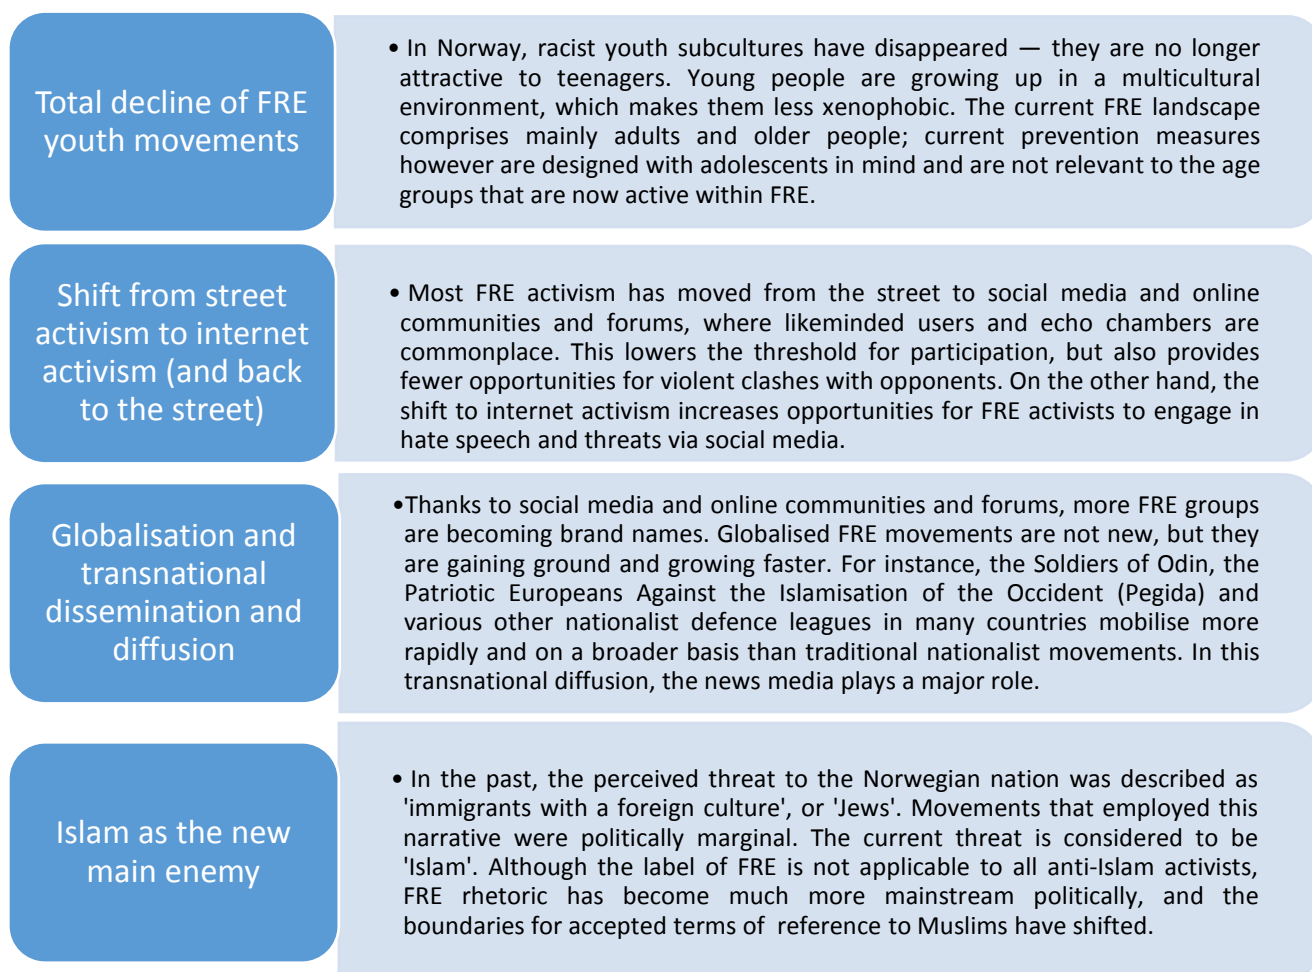 Total decline of FRE
youth movements
• In Norway, racist youth subcultures have disappeared — they are no longer
attractive to teenagers. Young people are growing up in a multicultural
environment, which makes them less xenophobic. The current FRE landscape
comprises mainly adults and older people; current prevention measures
however are designed with adolescents in mind and are not relevant to the age
groups that are now active within FRE.
Shift from street
activism to internet
activism (and back
to the street)
• Most FRE activism has moved from the street to social media and online
communities and forums, where likeminded users and echo chambers are
commonplace. This lowers the threshold for participation, but also provides
fewer opportunities for violent clashes with opponents. On the other hand, the
shift to internet activism increases opportunities for FRE activists to engage in
hate speech and threats via social media.
Globalisation and
transnational
dissemination and
diffusion
•Thanks to social media and online communities and forums, more FRE groups
are becoming brand names. Globalised FRE movements are not new, but they
are gaining ground and growing faster. For instance, the Soldiers of Odin, the
Patriotic Europeans Against the Islamisation of the Occident (Pegida) and
various other nationalist defence leagues in many countries mobilise more
rapidly and on a broader basis than traditional nationalist movements. In this
transnational diffusion, the news media plays a major role.
Islam as the new
main enemy
• In the past, the perceived threat to the Norwegian nation was described as
'immigrants with a foreign culture', or 'Jews'. Movements that employed this
narrative were politically marginal. The current threat is considered to be
'Islam'. Although the label of FRE is not applicable to all anti-Islam activists,
FRE rhetoric has become much more mainstream politically, and the
boundaries for accepted terms of reference to Muslims have shifted.